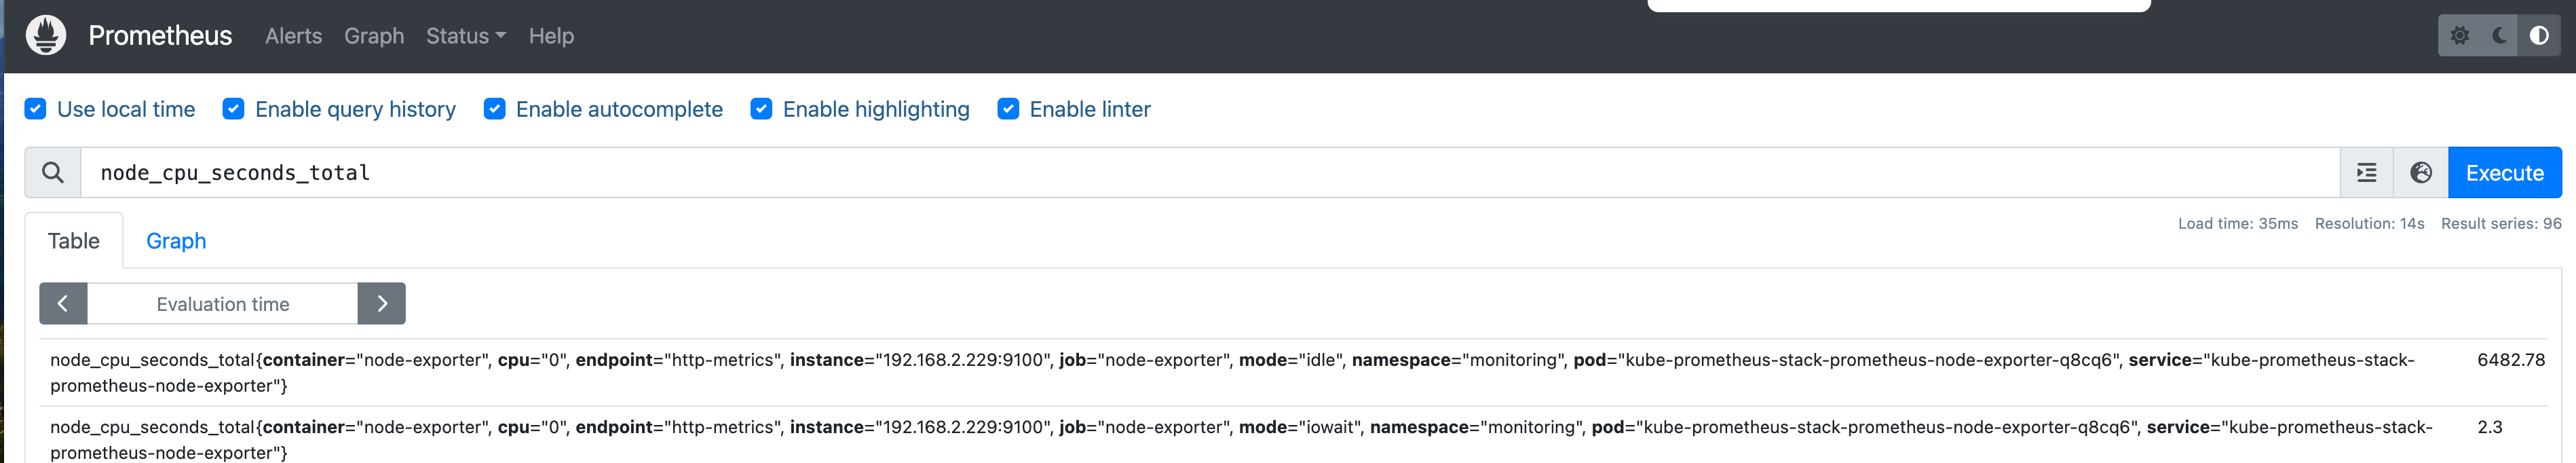 Prometheus Alerts Graph Status Help
Use local time Enable query history Enable autocomplete Enable highlighting Enable linter
node_cpu_seconds_total Execute
Table Graph Load time: 35ms Resolution: 14s Result series: 96
Evaluation time
node_cpu_seconds_total{container="node-exporter", cpu="0", endpoint="http-metrics", instance="192.168.2.229:9100", job="node-exporter", mode="idle", namespace="monitoring", pod="kube-prometheus-stack-prometheus-node-exporter-q8cq6", service="kube-prometheus-stack- 6482.78
prometheus-node-exporter"}
node_cpu_seconds_total{container="node-exporter", cpu="0", endpoint="http-metrics", instance="192.168.2.229:9100", job="node-exporter", mode="iowait", namespace="monitoring", pod="kube-prometheus-stack-prometheus-node-exporter-q8cq6", service="kube-prometheus-stack- 2.3
prometheus-node-exporter"}